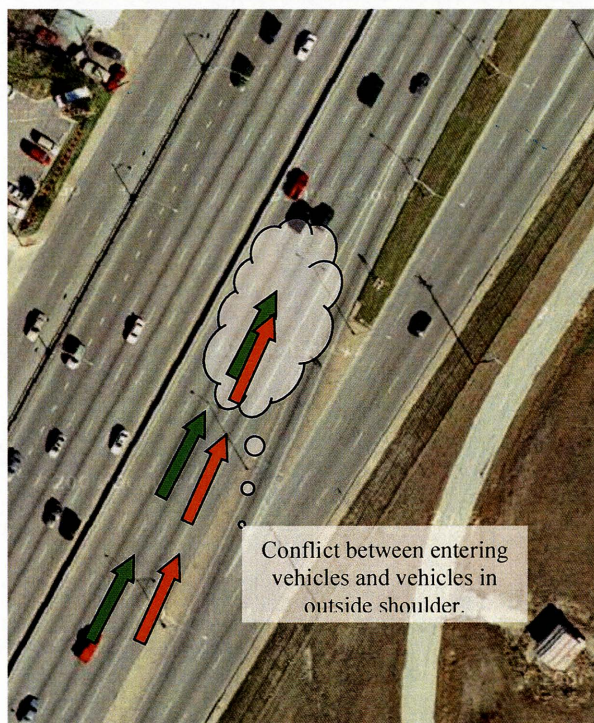 Conflict between entering
vehicles and vehicles in
outside shoulder.